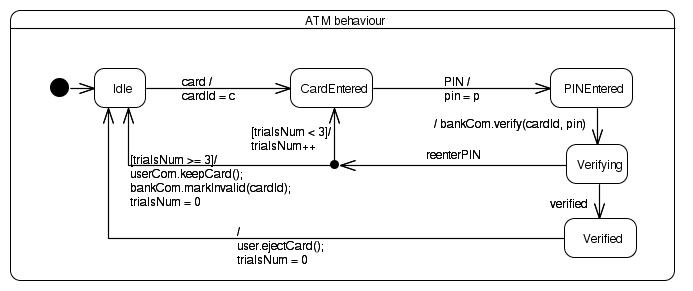 ATM behaviour
Idle
card /
cardId = c
CardEntered
PIN /
pin = p
PINEntered
/ bankCom.verify(cardId, pin)
[trialsNum < 3]/
trialsNum++
reenterPIN
Verifying
[trialsNum >= 3]/
userCom.keepCard();
bankCom.markInvalid(cardId);
trialsNum = 0
verified
Verified
/
user.ejectCard();
trialsNum = 0